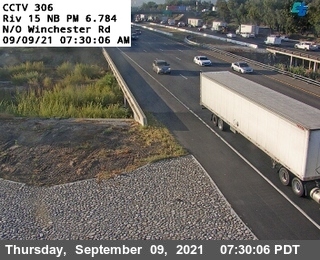 CCTV 306
Riv 15 NB PM 6.784
N/O Winchester Rd
09/09/21 07:30:06 AM
Thursday, September 09, 2021 07:30:06 PDT